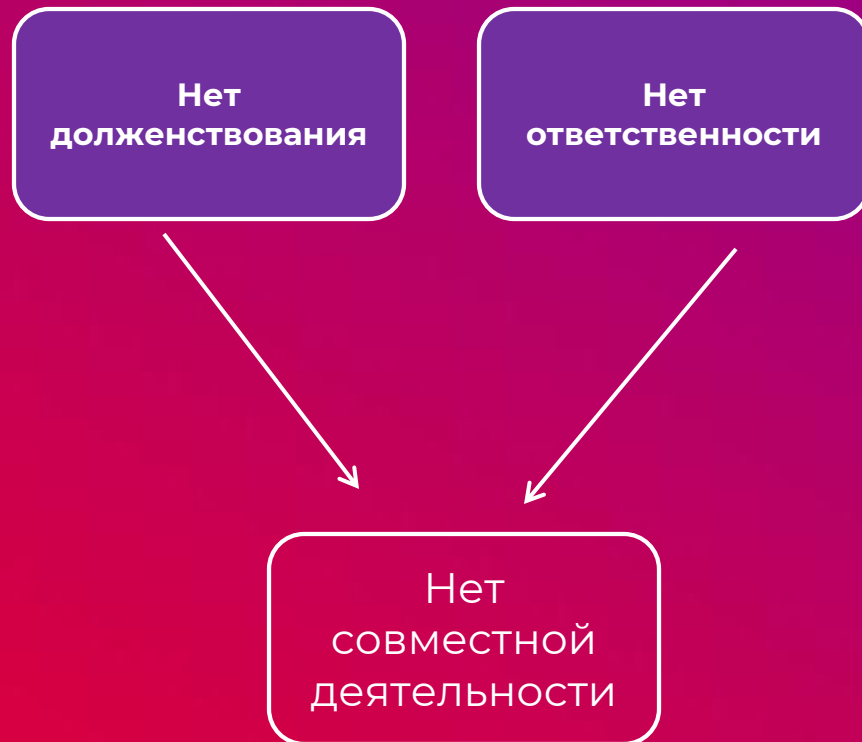 Нет
долженствования
Нет
ответственности
Нет
совместной
деятельности